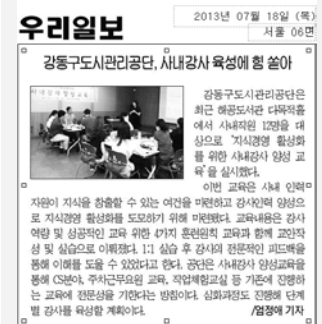 우리일보
2013년 07월 18일 (목)
서울 06면
강동구도시관리공단, 사내강사 육성에 힘 쏟아
강동구도시관리공단은
최근 해공도서관 다목적홀
에서 사내직원 12명을 대
상으로 '지식경영 활성화
를 위한 사내강사 양성 교
육'을 실시했다.
이번 교육은 사내 인력
자원이 지식을 창출할 수 있는 여건을 마련하고 강사인력 양성으
로 지식경영 활성화를 도모하기 위해 마련됐다. 교육내용은 강사
역량 및 성공적인 교육 위한 4가지 훈련원칙 교육과 함께 교안작
성 및 실습으로 이뤄졌다. 1:1 실습 후 강사의 전문적인 피드백을
통해 이해를 도울 수 있었다고 한다. 공단은 사내강사 양성교육을
통해 CS분야, 주차근무요원 교육, 직업체험교실 등 기존에 진행하
는 교육에 전문성을 기한다는 방침이다. 심화과정도 진행해 단계
별 강사를 육성할 계획이다.
/엄정애 기자